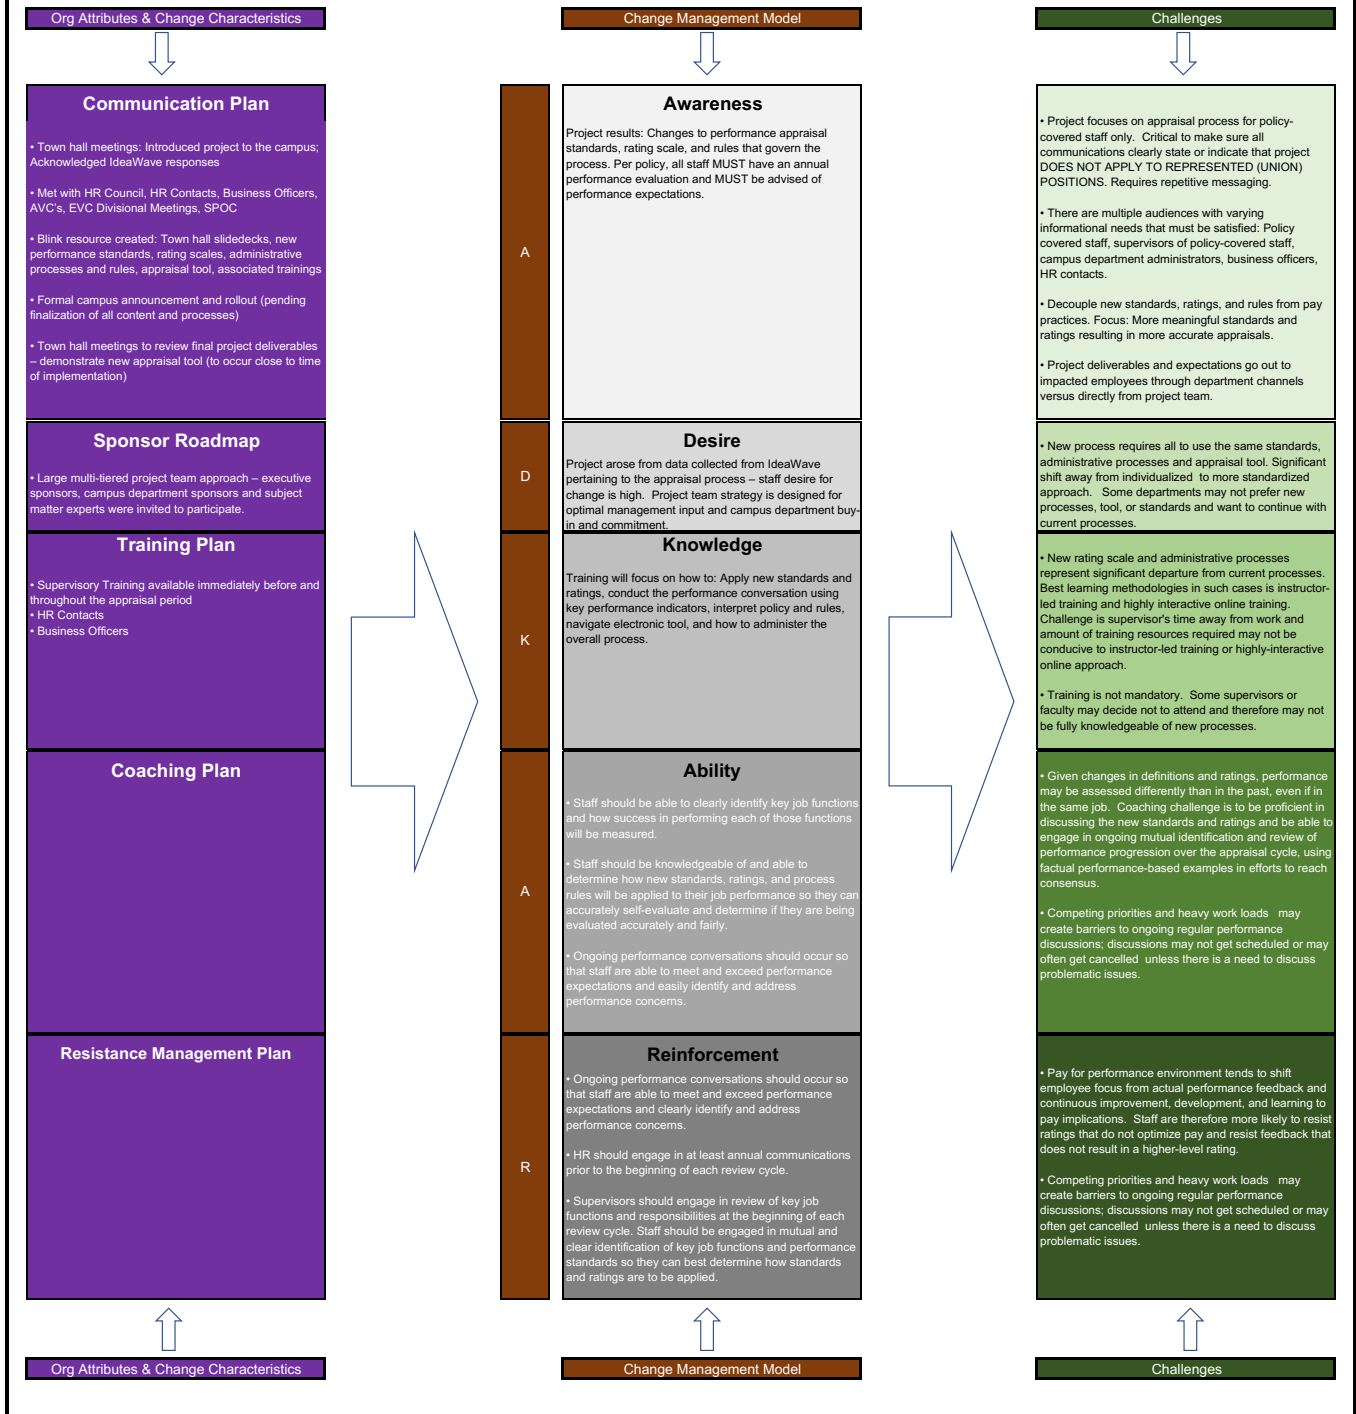 Org Attributes & Change Characteristics
Change Management Model
Challenges
Communication Plan
• Town hall meetings: Introduced project to the campus;
Acknowledged IdeaWave responses
• Met with HR Council, HR Contacts, Business Officers,
AVC's, EVC Divisional Meetings, SPOC
• Blink resource created: Town hall slidedecks, new
performance standards, rating scales, administrative
processes and rules, appraisal tool, associated trainings
• Formal campus announcement and rollout (pending
finalization of all content and processes)
• Town hall meetings to review final project deliverables
– demonstrate new appraisal tool (to occur close to time
of implementation)
A
Awareness
Project results: Changes to performance appraisal
standards, rating scale, and rules that govern the
process. Per policy, all staff MUST have an annual
performance evaluation and MUST be advised of
performance expectations.
• Project focuses on appraisal process for policy-
covered staff only.  Critical to make sure all
communications clearly state or indicate that project
DOES NOT APPLY TO REPRESENTED (UNION)
POSITIONS. Requires repetitive messaging.
• There are multiple audiences with varying
informational needs that must be satisfied: Policy
covered staff, supervisors of policy-covered staff,
campus department administrators, business officers,
HR contacts.
• Decouple new standards, ratings, and rules from pay
practices. Focus: More meaningful standards and
ratings resulting in more accurate appraisals.
• Project deliverables and expectations go out to
impacted employees through department channels
versus directly from project team.
Sponsor Roadmap
• Large multi-tiered project team approach – executive
sponsors, campus department sponsors and subject
matter experts were invited to participate.
D
Desire
Project arose from data collected from IdeaWave
pertaining to the appraisal process – staff desire for
change is high.  Project team strategy is designed for
optimal management input and campus department buy-
in and commitment.
• New process requires all to use the same standards,
administrative processes and appraisal tool. Significant
shift away from individualized  to more standardized
approach.   Some departments may not prefer new
processes, tool, or standards and want to continue with
current processes.
Training Plan
• Supervisory Training available immediately before and
throughout the appraisal period
• HR Contacts
• Business Officers
K
Knowledge
Training will focus on how to: Apply new standards and
ratings, conduct the performance conversation using
key performance indicators, interpret policy and rules,
navigate electronic tool, and how to administer the
overall process.
• New rating scale and administrative processes
represent significant departure from current processes.
Best learning methodologies in such cases is instructor-
led training and highly interactive online training.
Challenge is supervisor's time away from work and
amount of training resources required may not be
conducive to instructor-led training or highly-interactive
online approach.
• Training is not mandatory.  Some supervisors or
faculty may decide not to attend and therefore may not
be fully knowledgeable of new processes.
Coaching Plan
A
Ability
• Staff should be able to clearly identify key job functions
and how success in performing each of those functions
will be measured.
• Staff should be knowledgeable of and able to
determine how new standards, ratings, and process
rules will be applied to their job performance so they can
accurately self-evaluate and determine if they are being
evaluated accurately and fairly.
• Ongoing performance conversations should occur so
that staff are able to meet and exceed performance
expectations and easily identify and address
performance concerns.
• Given changes in definitions and ratings, performance
may be assessed differently than in the past, even if in
the same job.  Coaching challenge is to be proficient in
discussing the new standards and ratings and be able to
engage in ongoing mutual identification and review of
performance progression over the appraisal cycle, using
factual performance-based examples in efforts to reach
consensus.
• Competing priorities and heavy work loads   may
create barriers to ongoing regular performance
discussions; discussions may not get scheduled or may
often get cancelled  unless there is a need to discuss
problematic issues.
Resistance Management Plan
R
Reinforcement
• Ongoing performance conversations should occur so
that staff are able to meet and exceed performance
expectations and clearly identify and address
performance concerns.
• HR should engage in at least annual communications
prior to the beginning of each review cycle.
• Supervisors should engage in review of key job
functions and responsibilities at the beginning of each
review cycle. Staff should be engaged in mutual and
clear identification of key job functions and performance
standards so they can best determine how standards
and ratings are to be applied.
• Pay for performance environment tends to shift
employee focus from actual performance feedback and
continuous improvement, development, and learning to
pay implications.  Staff are therefore more likely to resist
ratings that do not optimize pay and resist feedback that
does not result in a higher-level rating.
• Competing priorities and heavy work loads   may
create barriers to ongoing regular performance
discussions; discussions may not get scheduled or may
often get cancelled  unless there is a need to discuss
problematic issues.
Org Attributes & Change Characteristics
Change Management Model
Challenges